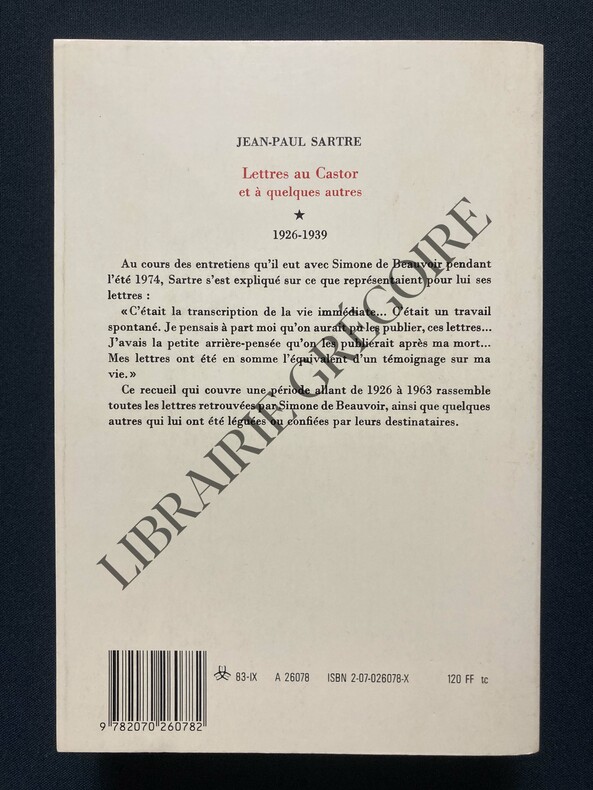 JEAN-PAUL SARTRE
Lettres au Castor
et à quelques autres
★
1926-1939
Au cours des entretiens qu'il eut avec Simone de Beauvoir pendant
l'été 1974, Sartre s'est expliqué sur ce que représentaient pour lui ses
lettres :
« C'était la transcription de la vie immédiate... C'était un travail
spontané. Je pensais à part moi qu'on aurait pu les publier, ces lettres...
J'avais la petite arrière-pensée qu'on les publierait après ma mort...
Mes lettres ont été en somme l'équivalent d'un témoignage sur ma
vie. »
Ce recueil qui couvre une période allant de 1926 à 1963 rassemble
toutes les lettres retrouvées par Simone de Beauvoir, ainsi que quelques
autres qui lui ont été léguées ou confiées par leurs destinataires.
LIBRAIRIE GRÉGOIRE
83-IX A 26078 ISBN 2-07-026078-X 120 FF tc
9 782070 260782